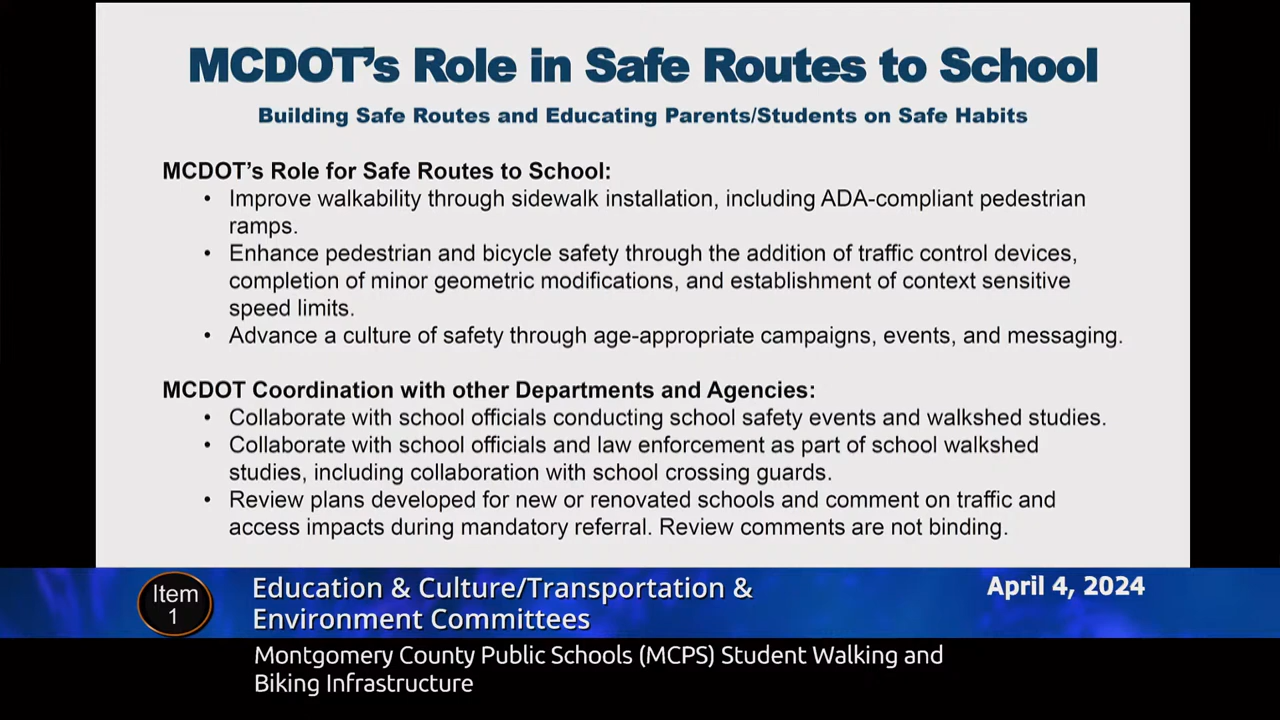 MCDOT’s Role in Safe Routes to School
Building Safe Routes and Educating Parents/Students on Safe Habits
MCDOT’s Role for Safe Routes to School:
• Improve walkability through sidewalk installation, including ADA-compliant pedestrian
ramps.
• Enhance pedestrian and bicycle safety through the addition of traffic control devices,
completion of minor geometric modifications, and establishment of context sensitive
speed limits.
• Advance a culture of safety through age-appropriate campaigns, events, and messaging.
MCDOT Coordination with other Departments and Agencies:
• Collaborate with school officials conducting school safety events and walkshed studies.
• Collaborate with school officials and law enforcement as part of school walkshed
studies, including collaboration with school crossing guards.
• Review plans developed for new or renovated schools and comment on traffic and
access impacts during mandatory referral. Review comments are not binding.
Item
1
Education & Culture/Transportation &
Environment Committees
April 4, 2024
Montgomery County Public Schools (MCPS) Student Walking and
Biking Infrastructure